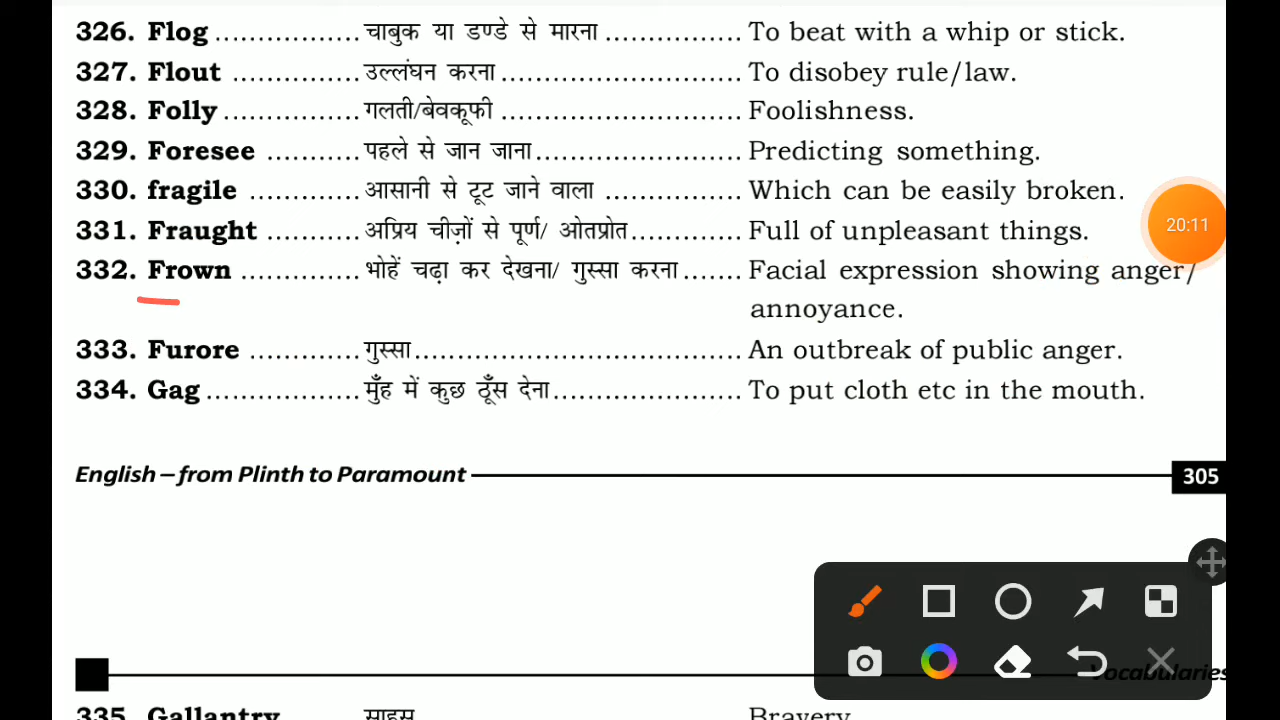 326. Flog ................. चाबुक या डण्डे से मारना ................ To beat with a whip or stick.
327. Flout ............... उल्लंघन करना ............................ To disobey rule/law.
328. Folly ................ गलती/बेवकूफी ............................ Foolishness.
329. Foresee ........... पहले से जान जाना ........................ Predicting something.
330. fragile ............. आसानी से टूट जाने वाला ................... Which can be easily broken.
331. Fraught ........... अप्रिय चीज़ों से पूर्ण/ ओतप्रोत ............. Full of unpleasant things.
332. Frown .............. भोहें चढ़ा कर देखना/ गुस्सा करना ....... Facial expression showing anger/
annoyance.
333. Furore ............. गुस्सा ....................................... An outbreak of public anger.
334. Gag .................. मुँह में कुछ ठूँस देना ...................... To put cloth etc in the mouth.
English – from Plinth to Paramount 305
Vocabularies
335. Gallantry साहस Bravery
20:11